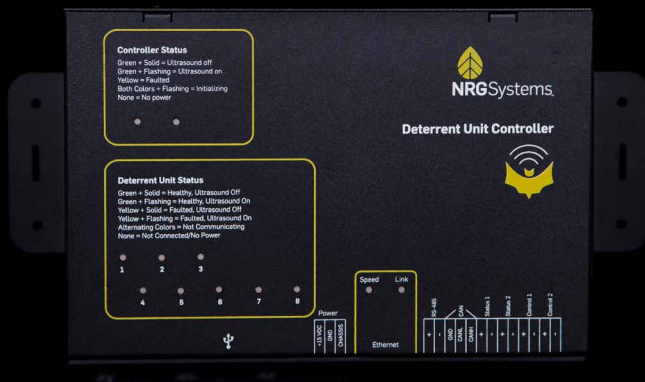 Controller Status
Green + Solid = Ultrasound off
Green + Flashing = Ultrasound on
Yellow = Faulted
Both Colors + Flashing = Initializing
None = No power
NRGSystems
Deterrent Unit Controller
Deterrent Unit Status
Green + Solid = Healthy, Ultrasound Off
Green + Flashing = Healthy, Ultrasound On
Yellow + Solid = Faulted, Ultrasound Off
Yellow + Flashing = Faulted, Ultrasound On
Alternating Colors = Not Communicating
None = Not Connected/No Power
1 2 3
4 5 6 7 8
Power
+15 VDC
GND
CHASSIS
Speed Link
Ethernet
RS-485
CAN
Status 1
Status 2
Control 1
Control 2
+ - GND CANL CANH + - + - + - + -